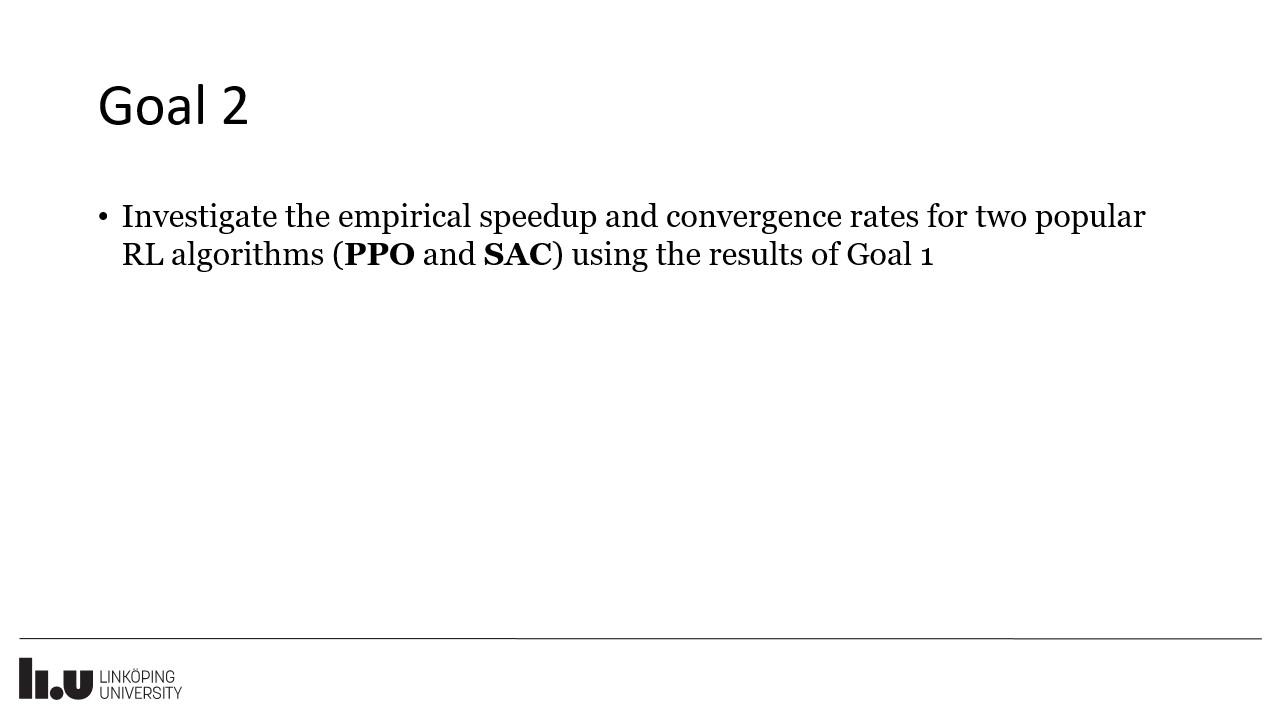 Goal 2
• Investigate the empirical speedup and convergence rates for two popular
RL algorithms (PPO and SAC) using the results of Goal 1
li.u LINKÖPING
UNIVERSITY